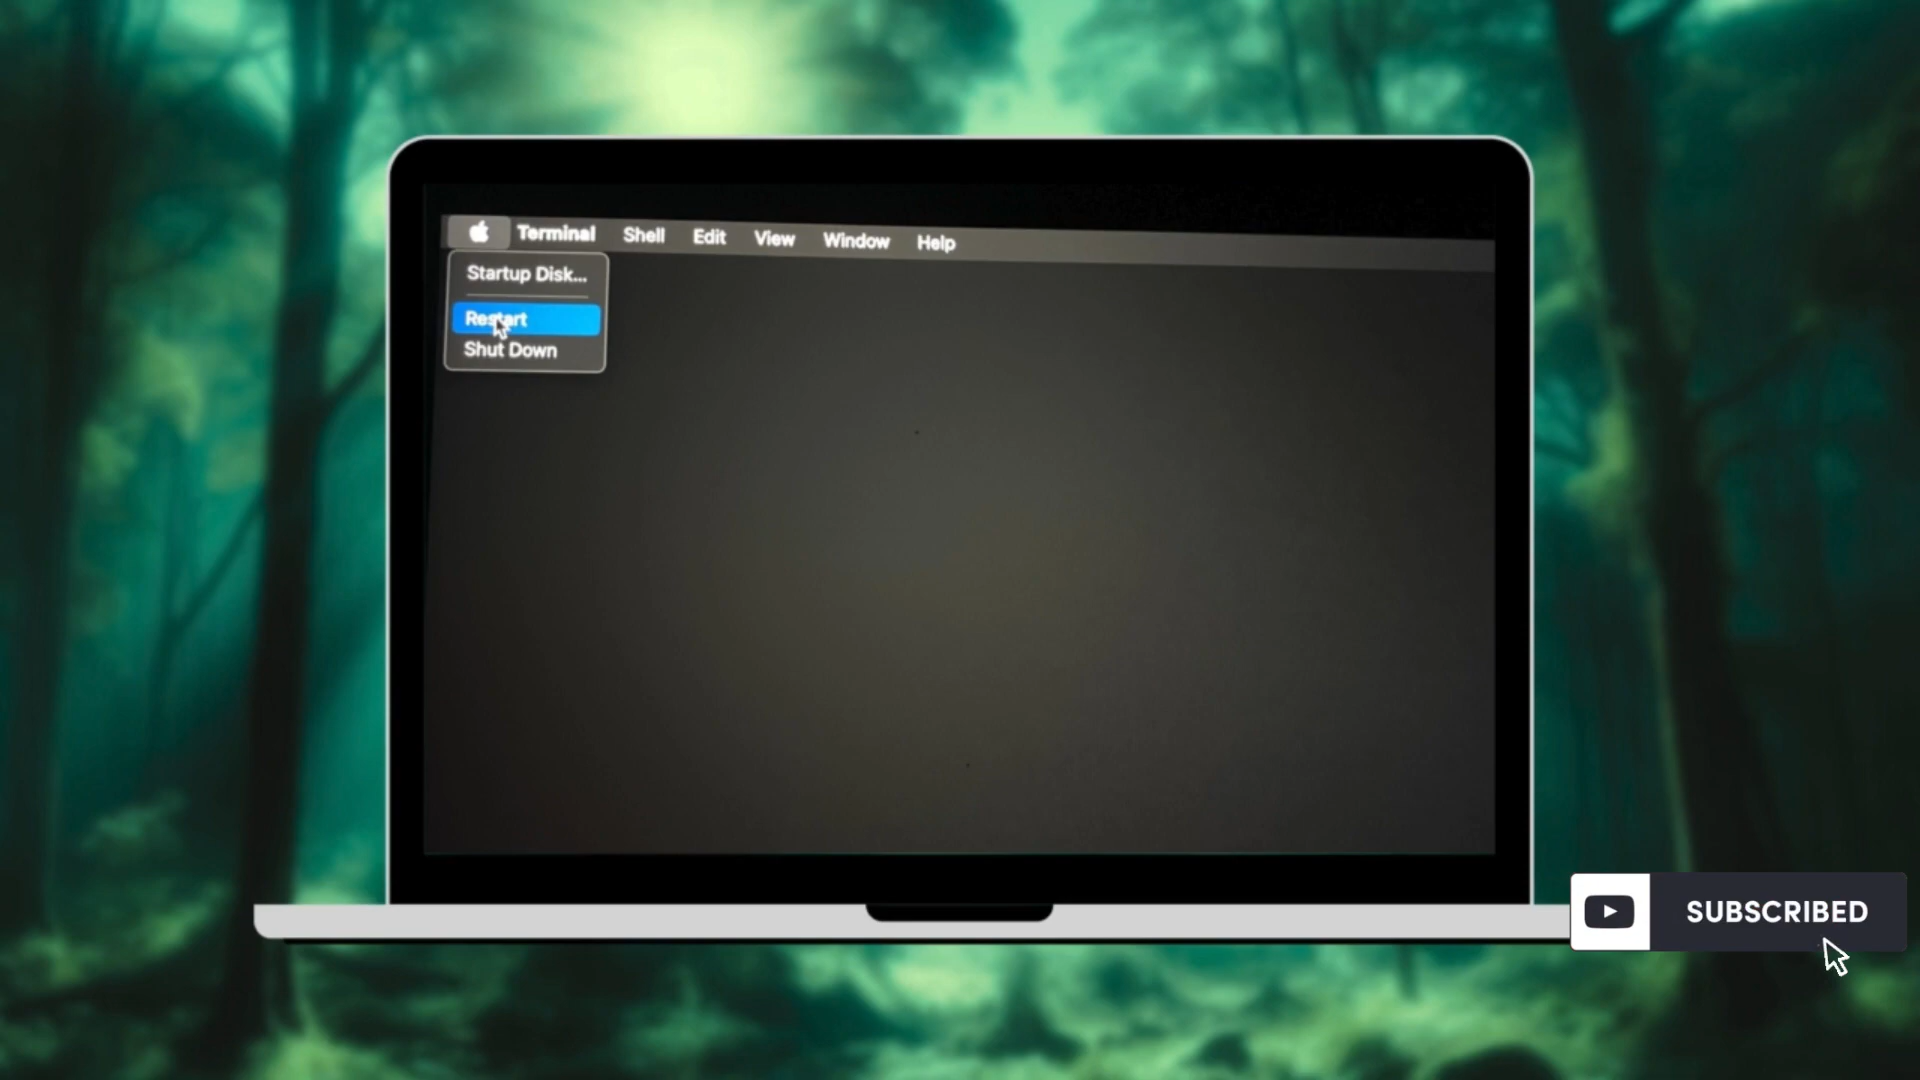 Terminal Shell Edit View Window Help
Startup Disk...
Restart
Shut Down
SUBSCRIBED